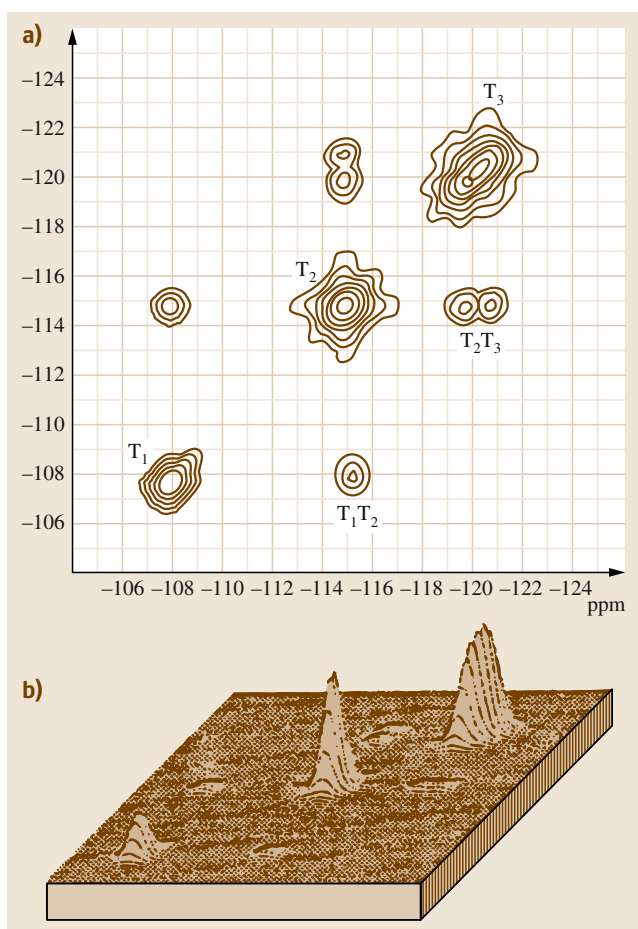 a)
–124
T₃
–122
–120
–118
–116
T₂
–114
T₂T₃
–112
–110
T₁
–108
–106
T₁T₂
–106 –108 –110 –112 –114 –116 –118 –120 –122 –124
ppm
b)